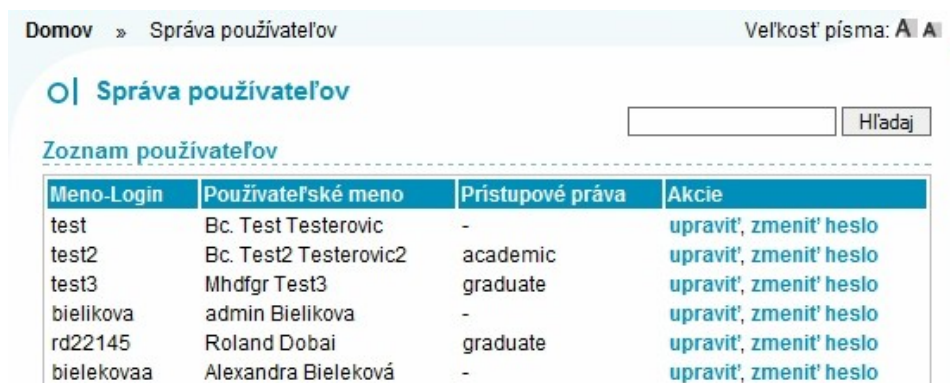 Domov » Správa používateľov Veľkosť písma: A A
Správa používateľov
Hľadaj
Zoznam používateľov
Meno-Login Používateľské meno Prístupové práva Akcie
test Bc. Test Testerovic - upraviť, zmeniť heslo
test2 Bc. Test2 Testerovic2 academic upraviť, zmeniť heslo
test3 Mhdfgr Test3 graduate upraviť, zmeniť heslo
bielikova admin Bielikova - upraviť, zmeniť heslo
rd22145 Roland Dobai graduate upraviť, zmeniť heslo
bielekovaa Alexandra Bieleková - upraviť, zmeniť heslo